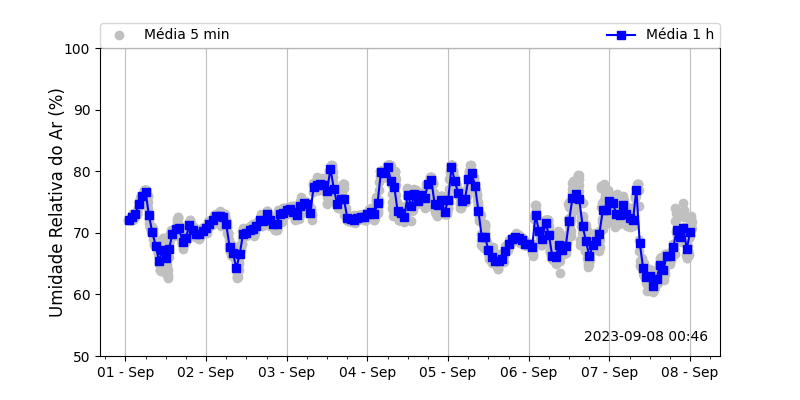 Média 5 min Média 1 h
Umidade Relativa do Ar (%)
100
90
80
70
60
50
2023-09-08 00:46
01 - Sep 02 - Sep 03 - Sep 04 - Sep 05 - Sep 06 - Sep 07 - Sep 08 - Sep